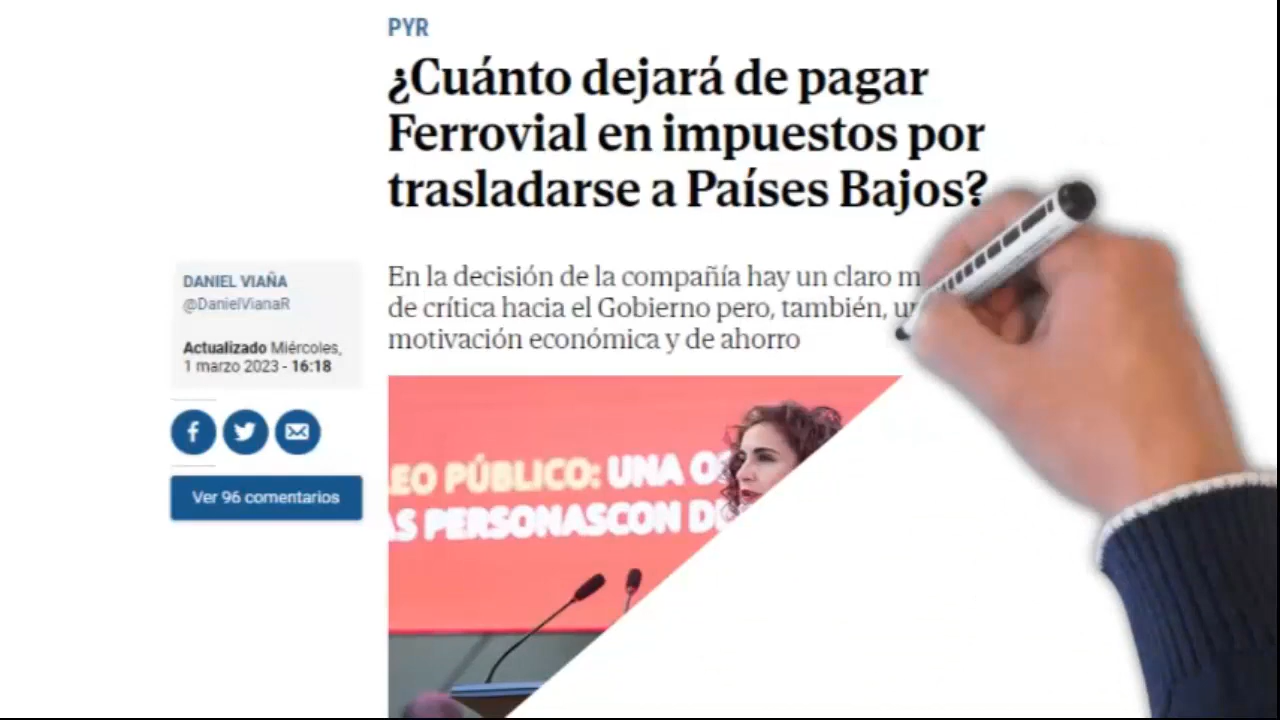 PYR
¿Cuánto dejará de pagar
Ferrovial en impuestos por
trasladarse a Países Bajos?
En la decisión de la compañía hay un claro
de crítica hacia el Gobierno pero, también,
motivación económica y de ahorro
DANIEL VIAÑA
@DanielVianaR
Actualizado Miércoles,
1 marzo 2023 - 16:18
Ver 96 comentarios
EO PÚBLICO: UNA
AS PERSONASCON